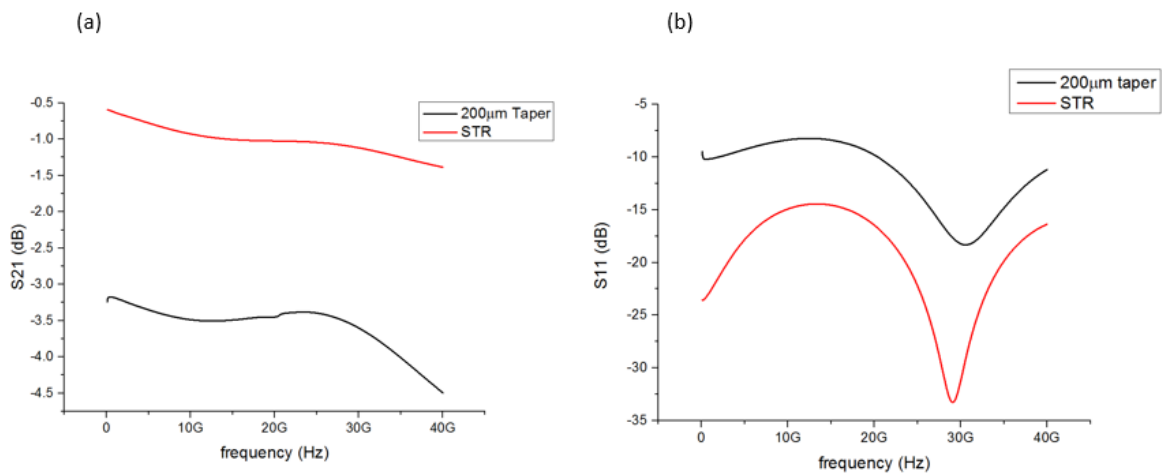 (a)
(b)
200μm Taper
STR
-0.5
-1.0
-1.5
-2.0
-2.5
-3.0
-3.5
-4.0
-4.5
S21 (dB)
0
10G
20G
30G
40G
frequency (Hz)
200μm taper
STR
-5
-10
-15
-20
-25
-30
-35
S11 (dB)
0
10G
20G
30G
40G
frequency (Hz)